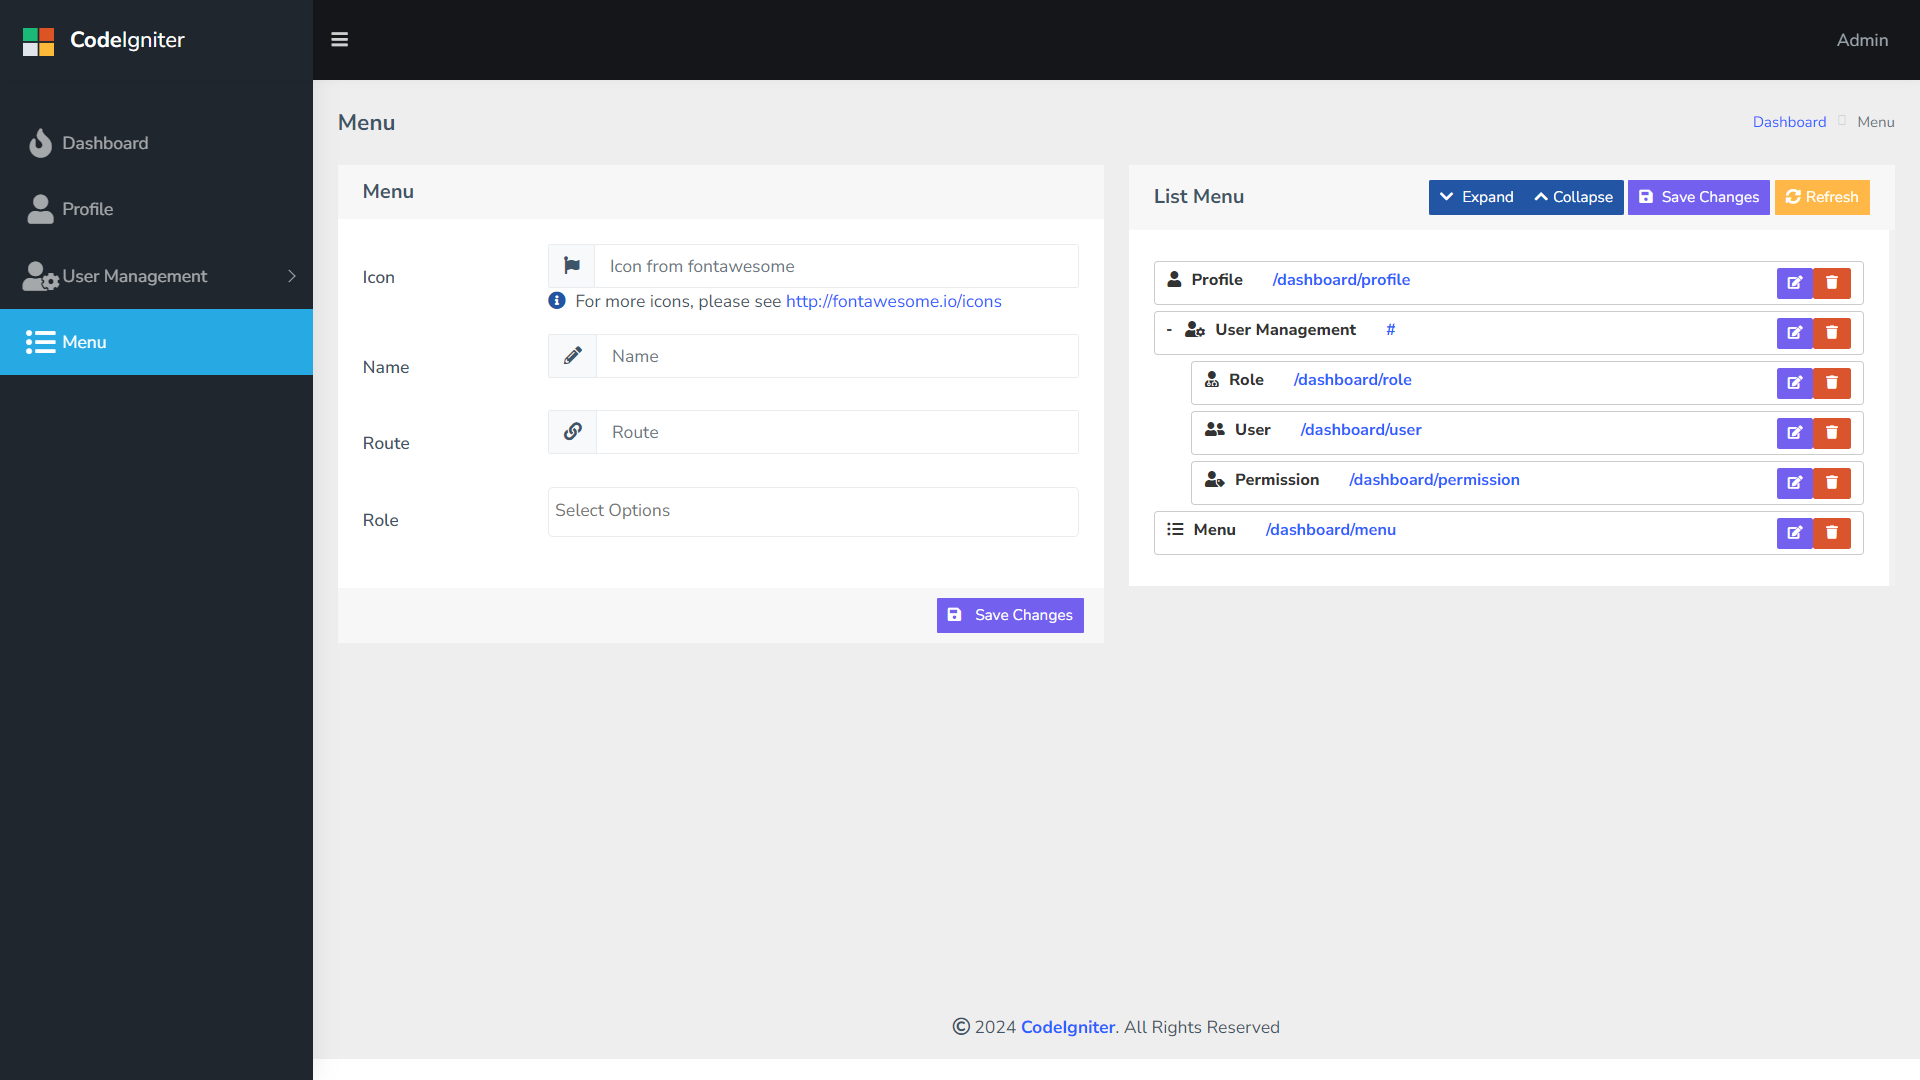 CodeIgniter
Admin
Dashboard
Profile
User Management
Menu
Menu
Dashboard Menu
Menu
Icon
Icon from fontawesome
For more icons, please see http://fontawesome.io/icons
Name
Name
Route
Route
Role
Select Options
Save Changes
List Menu
Expand
Collapse
Save Changes
Refresh
Profile /dashboard/profile
- User Management #
Role /dashboard/role
User /dashboard/user
Permission /dashboard/permission
Menu /dashboard/menu
© 2024 CodeIgniter. All Rights Reserved